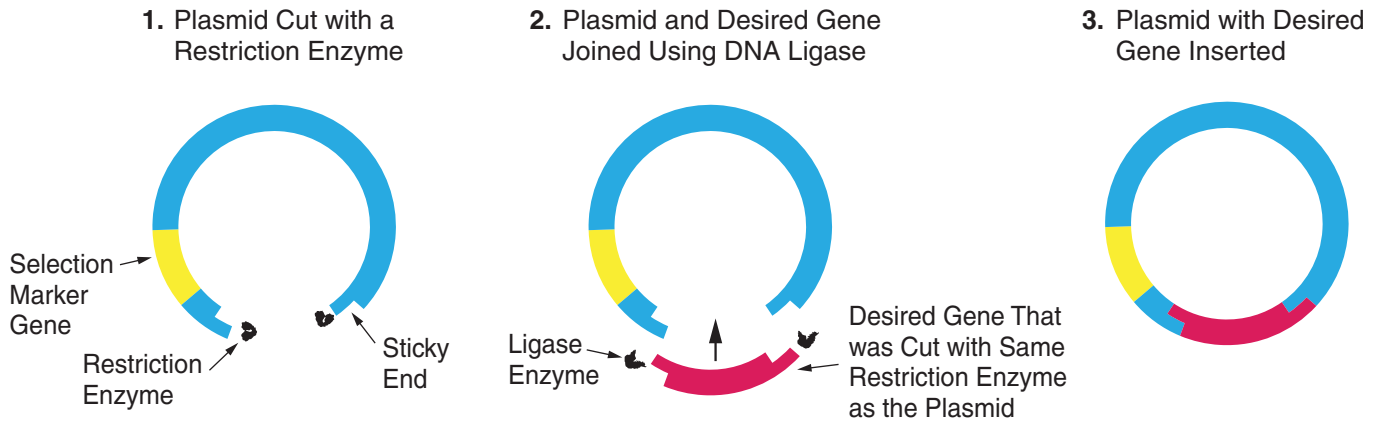 1. Plasmid Cut with a
Restriction Enzyme
2. Plasmid and Desired Gene
Joined Using DNA Ligase
3. Plasmid with Desired
Gene Inserted
Selection
Marker
Gene
Restriction
Enzyme
Sticky
End
Ligase
Enzyme
Desired Gene That
was Cut with Same
Restriction Enzyme
as the Plasmid